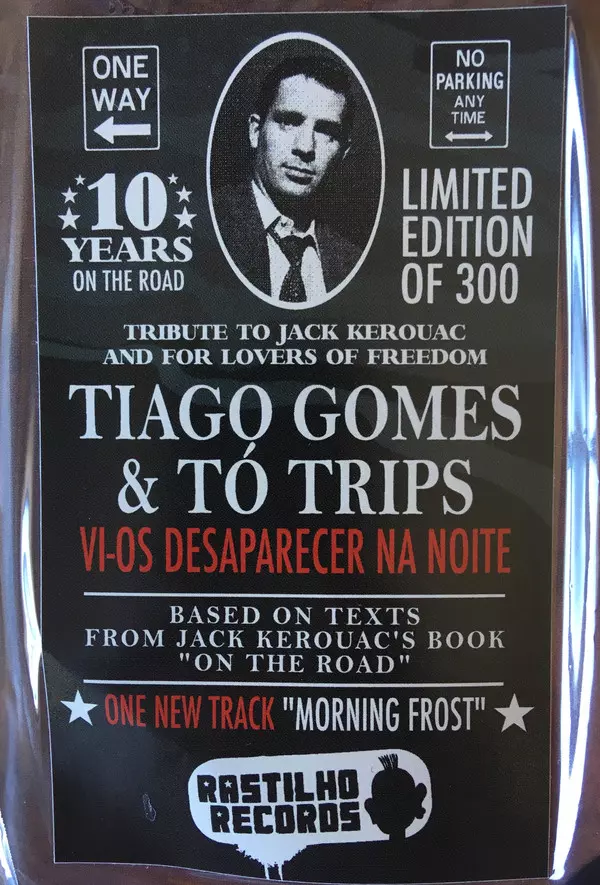 ONE
WAY
NO
PARKING
ANY
TIME
10
YEARS
ON THE ROAD
LIMITED
EDITION
OF 300
TRIBUTE TO JACK KEROUAC
AND FOR LOVERS OF FREEDOM
TIAGO GOMES
& TÓ TRIPS
VI-OS DESAPARECER NA NOITE
BASED ON TEXTS
FROM JACK KEROUAC'S BOOK
"ON THE ROAD"
ONE NEW TRACK "MORNING FROST"
RASTILHO
RECORDS